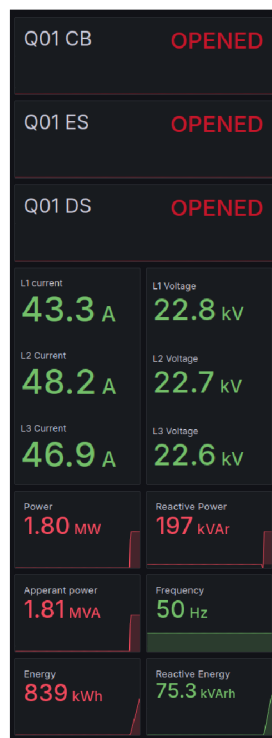 Q01 CB OPENED
Q01 ES OPENED
Q01 DS OPENED
L1 current L1 Voltage
43.3 A 22.8 kV
L2 Current L2 Voltage
48.2 A 22.7 kV
L3 Current L3 Voltage
46.9 A 22.6 kV
Power Reactive Power
1.80 MW 197 kVAr
Apperant power Frequency
1.81 MVA 50 Hz
Energy Reactive Energy
839 kWh 75.3 kVArh